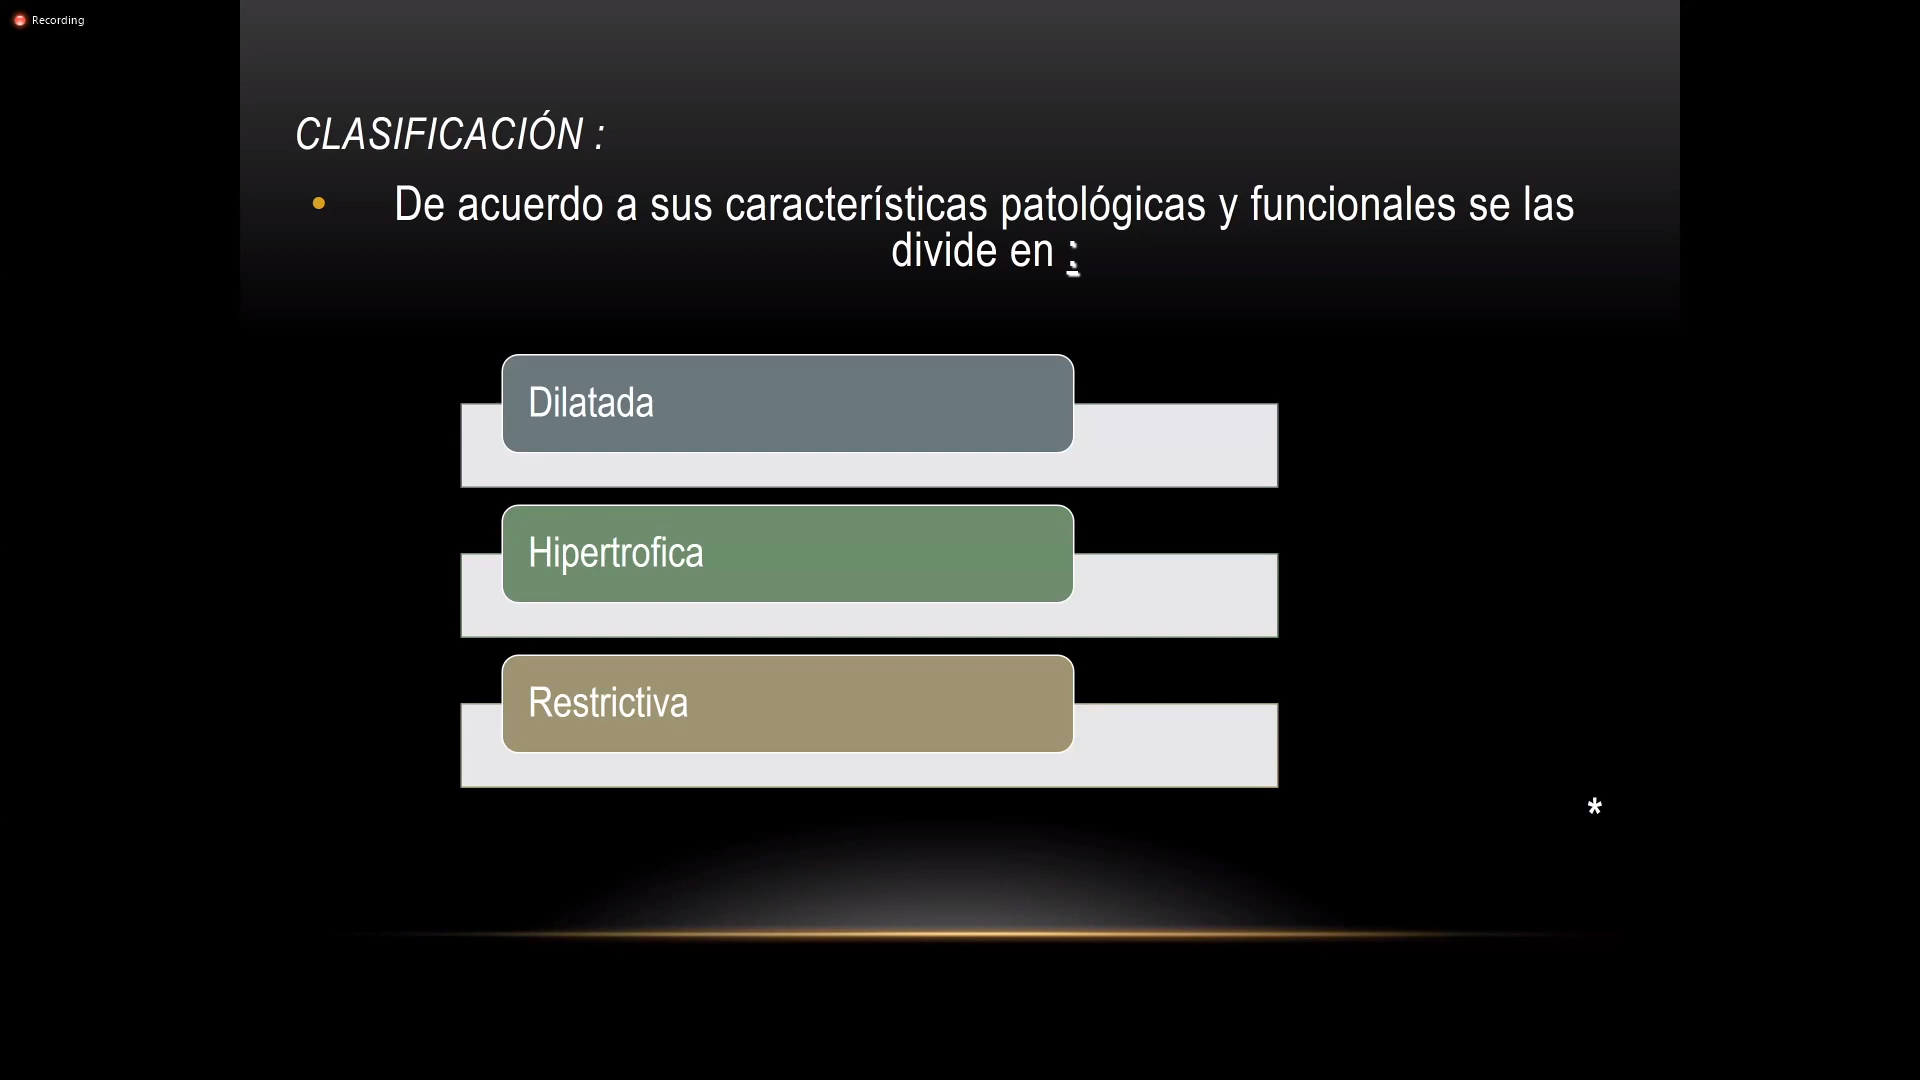 Recording
CLASIFICACIÓN :
• De acuerdo a sus características patológicas y funcionales se las
divide en :
Dilatada
Hipertrofica
Restrictiva
*